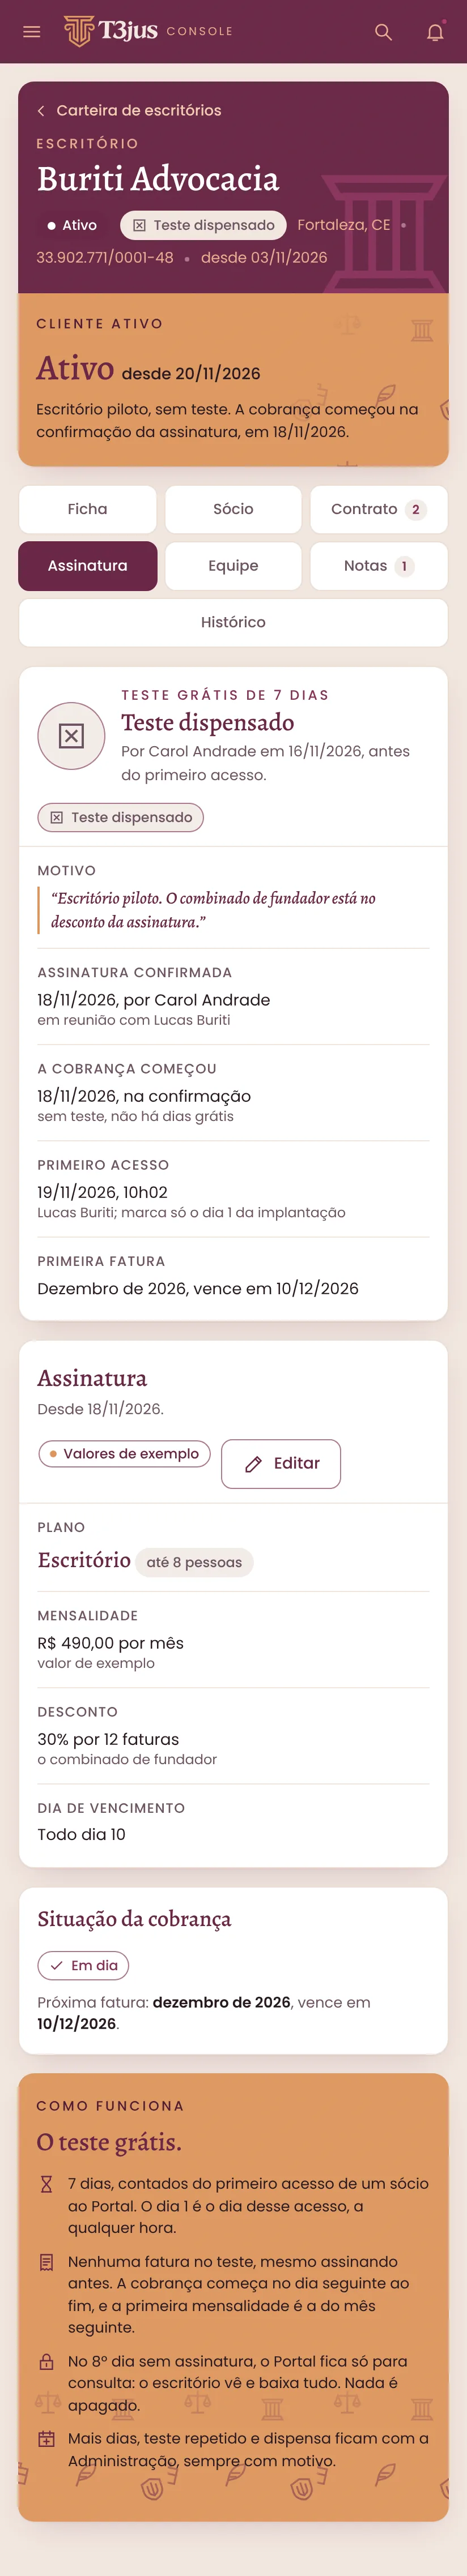 T3jus CONSOLE
Carteira de escritórios
ESCRITÓRIO
Buriti Advocacia
Ativo Teste dispensado Fortaleza, CE •
33.902.771/0001-48 • desde 03/11/2026
CLIENTE ATIVO
Ativo desde 20/11/2026
Escritório piloto, sem teste. A cobrança começou na
confirmação da assinatura, em 18/11/2026.
Ficha Sócio Contrato 2
Assinatura Equipe Notas 1
Histórico
TESTE GRÁTIS DE 7 DIAS
Teste dispensado
Por Carol Andrade em 16/11/2026, antes
do primeiro acesso.
Teste dispensado
MOTIVO
“Escritório piloto. O combinado de fundador está no
desconto da assinatura.”
ASSINATURA CONFIRMADA
18/11/2026, por Carol Andrade
em reunião com Lucas Buriti
A COBRANÇA COMEÇOU
18/11/2026, na confirmação
sem teste, não há dias grátis
PRIMEIRO ACESSO
19/11/2026, 10h02
Lucas Buriti; marca só o dia 1 da implantação
PRIMEIRA FATURA
Dezembro de 2026, vence em 10/12/2026
Assinatura
Desde 18/11/2026.
Valores de exemplo Editar
PLANO
Escritório até 8 pessoas
MENSALIDADE
R$ 490,00 por mês
valor de exemplo
DESCONTO
30% por 12 faturas
o combinado de fundador
DIA DE VENCIMENTO
Todo dia 10
Situação da cobrança
Em dia
Próxima fatura: dezembro de 2026, vence em
10/12/2026.
COMO FUNCIONA
O teste grátis.
7 dias, contados do primeiro acesso de um sócio
ao Portal. O dia 1 é o dia desse acesso, a
qualquer hora.
Nenhuma fatura no teste, mesmo assinando
antes. A cobrança começa no dia seguinte ao
fim, e a primeira mensalidade é a do mês
seguinte.
No 8º dia sem assinatura, o Portal fica só para
consulta: o escritório vê e baixa tudo. Nada é
apagado.
Mais dias, teste repetido e dispensa ficam com a
Administração, sempre com motivo.